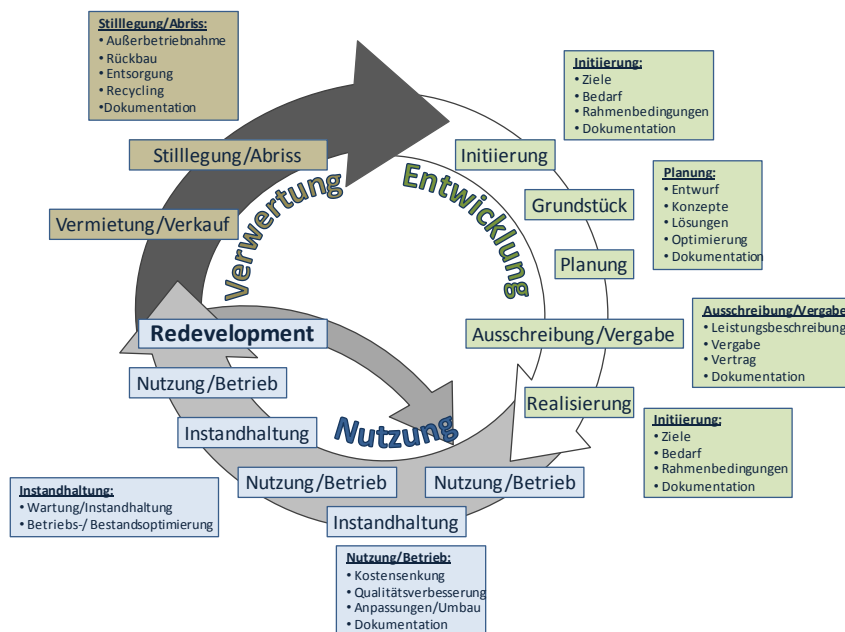 Stilllegung/Abriss:
• Außerbetriebnahme
• Rückbau
• Entsorgung
• Recycling
•Dokumentation
Initiierung:
• Ziele
• Bedarf
• Rahmenbedingungen
• Dokumentation
Stilllegung/Abriss
Initiierung
Verwertung
Entwicklung
Vermietung/Verkauf
Grundstück
Planung
Planung:
• Entwurf
• Konzepte
• Lösungen
• Optimierung
• Dokumentation
Redevelopment
Ausschreibung/Vergabe
Ausschreibung/Vergabe
• Leistungsbeschreibung
• Vergabe
• Vertrag
• Dokumentation
Nutzung/Betrieb
Realisierung
Initiierung:
• Ziele
• Bedarf
• Rahmenbedingungen
• Dokumentation
Instandhaltung
Nutzung
Nutzung/Betrieb
Nutzung/Betrieb
Instandhaltung
Instandhaltung:
• Wartung/Instandhaltung
• Betriebs-/ Bestandsoptimierung
Nutzung/Betrieb:
• Kostensenkung
• Qualitätsverbesserung
• Anpassungen/Umbau
• Dokumentation